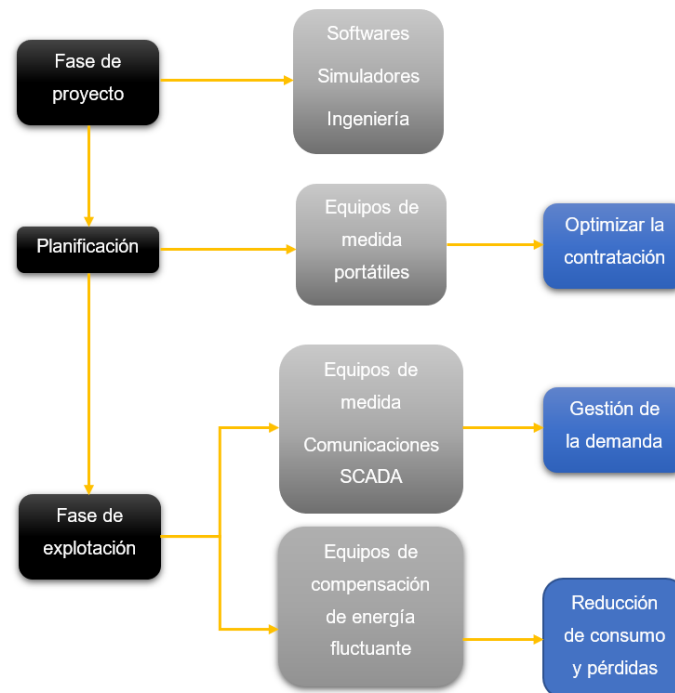 Fase de
proyecto
Softwares
Simuladores
Ingeniería
Planificación
Equipos de
medida
portátiles
Optimizar la
contratación
Fase de
explotación
Equipos de
medida
Comunicaciones
SCADA
Gestión de
la demanda
Equipos de
compensación
de energía
fluctuante
Reducción
de consumo
y pérdidas